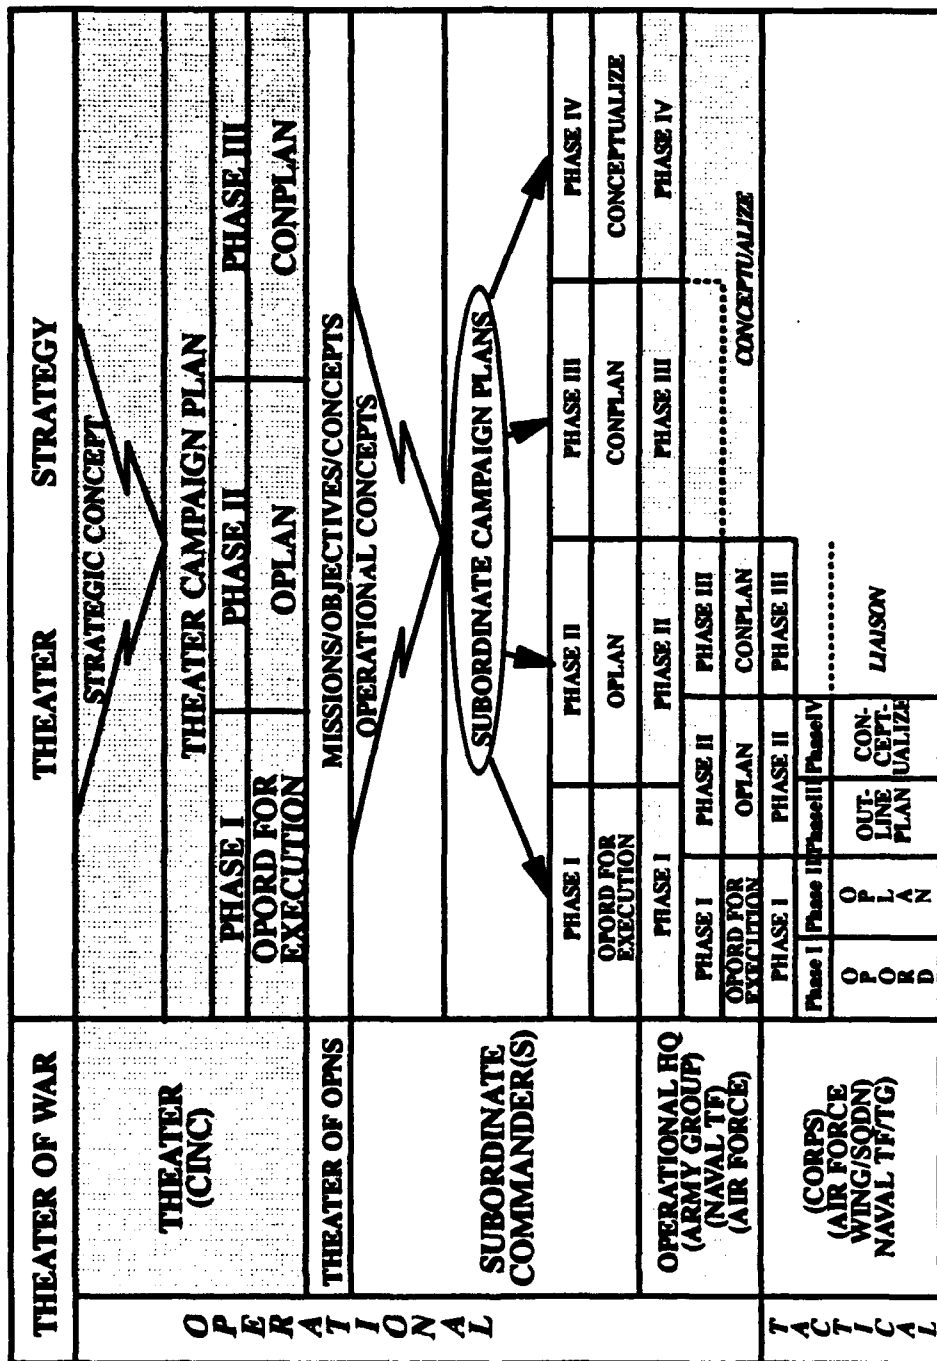 THEATER OF WAR
THEATER STRATEGY
OPERATIONAL
THEATER
(CINC)
STRATEGIC CONCEPT
THEATER CAMPAIGN PLAN
PHASE I PHASE II PHASE III
OPORD FOR
EXECUTION
OPLAN
CONPLAN
THEATER OF OPNS
MISSIONS/OBJECTIVES/CONCEPTS
SUBORDINATE
COMMANDER(S)
OPERATIONAL CONCEPTS
SUBORDINATE CAMPAIGN PLANS
PHASE I PHASE II PHASE III PHASE IV
OPORD FOR
EXECUTION
OPLAN
CONPLAN
CONCEPTUALIZE
OPERATIONAL HQ
(ARMY GROUP)
(NAVAL TF)
(AIR FORCE)
PHASE I PHASE II PHASE III PHASE IV
PHASE I PHASE II PHASE III
OPORD FOR
EXECUTION
OPLAN
CONPLAN
CONCEPTUALIZE
TACTICAL
(CORPS)
(AIR FORCE
WING/SQDN)
NAVAL TF/TG)
PHASE I PHASE II PHASE III
Phase I Phase II PhaseIII PhaseIV
OPORD
OPLAN
OUT-
LINE
PLAN
CON-
CEPT-
UALIZE
LIAISON